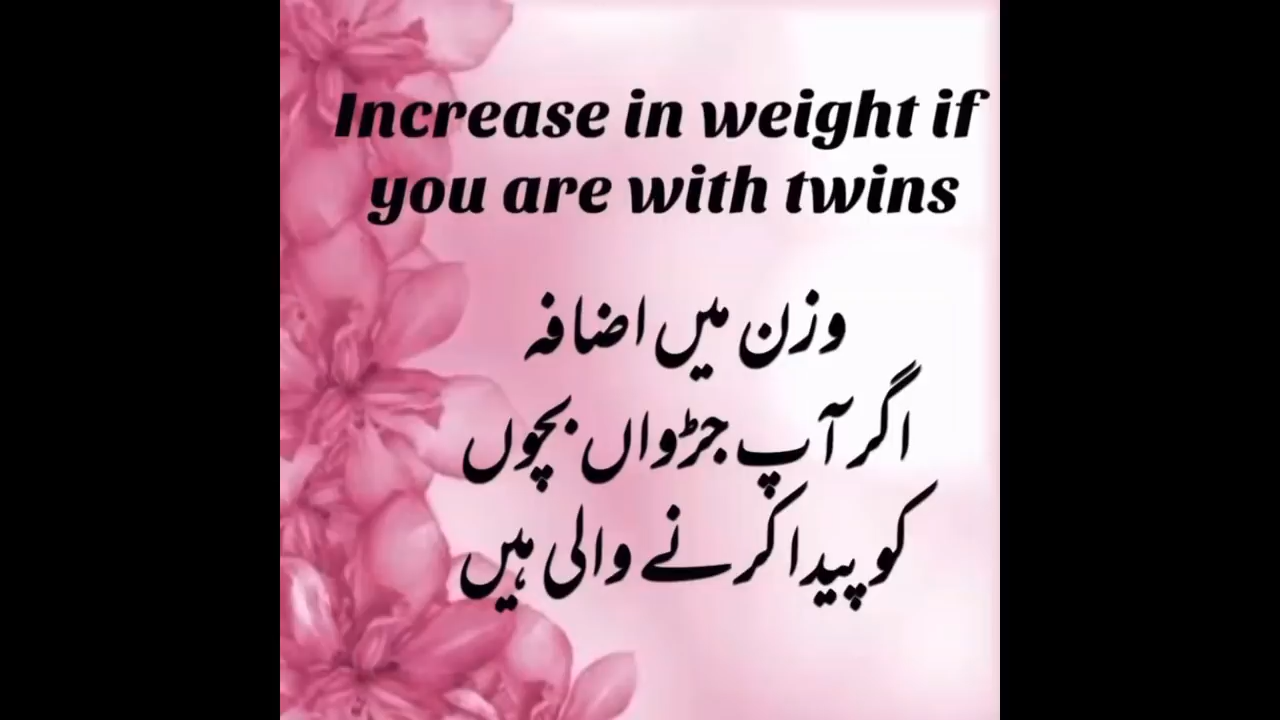 Increase in weight if
you are with twins
وزن میں اضافہ
اگر آپ جڑواں بچوں
کو پیدا کرنے والی ہیں